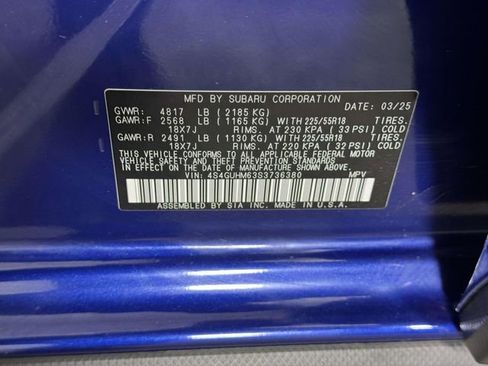 MFD BY SUBARU CORPORATION DATE: 03/25
GVWR: 4817 LB (2185 KG)
GAWR:F 2568 LB (1165 KG) WITH 225/55R18 TIRES.
18X7J RIMS. AT 230 KPA (33 PSI) COLD
GAWR:R 2491 LB (1130 KG) WITH 225/55R18 TIRES.
18X7J RIMS. AT 220 KPA (32 PSI) COLD
THIS VEHICLE CONFORMS TO ALL APPLICABLE FEDERAL MOTOR
VEHICLE SAFETY AND THEFT PREVENTION STANDARDS IN EFFECT
ON THE DATE OF MANUFACTURE SHOWN ABOVE.
VIN: 4S4GUHM63S3736380 MPV
ASSEMBLED BY SIA INC. MADE IN U.S.A.